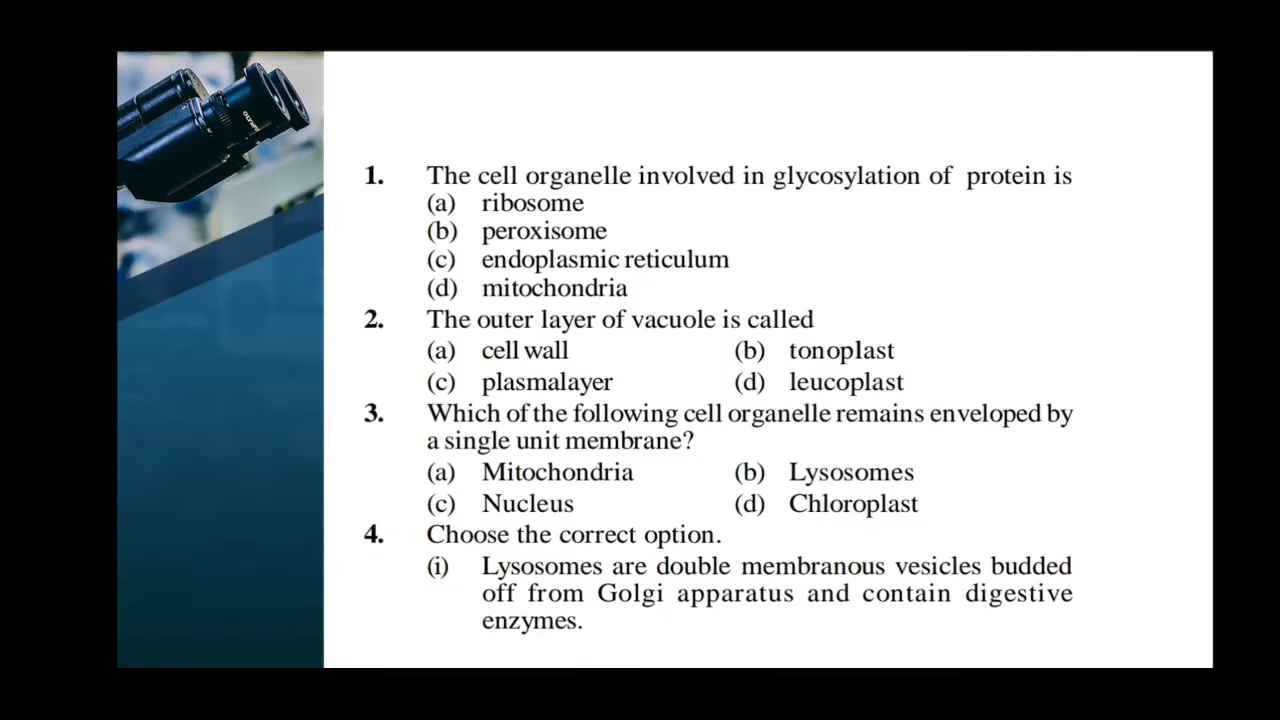 1. The cell organelle involved in glycosylation of protein is
(a) ribosome
(b) peroxisome
(c) endoplasmic reticulum
(d) mitochondria
2. The outer layer of vacuole is called
(a) cell wall (b) tonoplast
(c) plasmalayer (d) leucoplast
3. Which of the following cell organelle remains enveloped by
a single unit membrane?
(a) Mitochondria (b) Lysosomes
(c) Nucleus (d) Chloroplast
4. Choose the correct option.
(i) Lysosomes are double membranous vesicles budded
off from Golgi apparatus and contain digestive
enzymes.